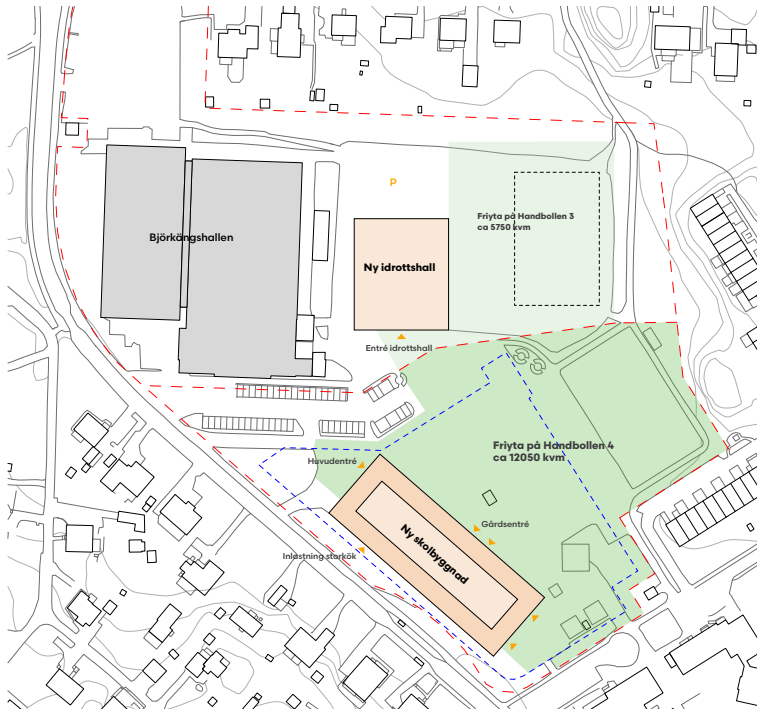 P
Friyta på Handbollen 3
ca 5750 kvm
Björkängshallen
Ny idrottshall
Entré idrottshall
Friyta på Handbollen 4
ca 12050 kvm
Huvudentré
Gårdsentré
Inlastning storkök
Ny skolbyggnad